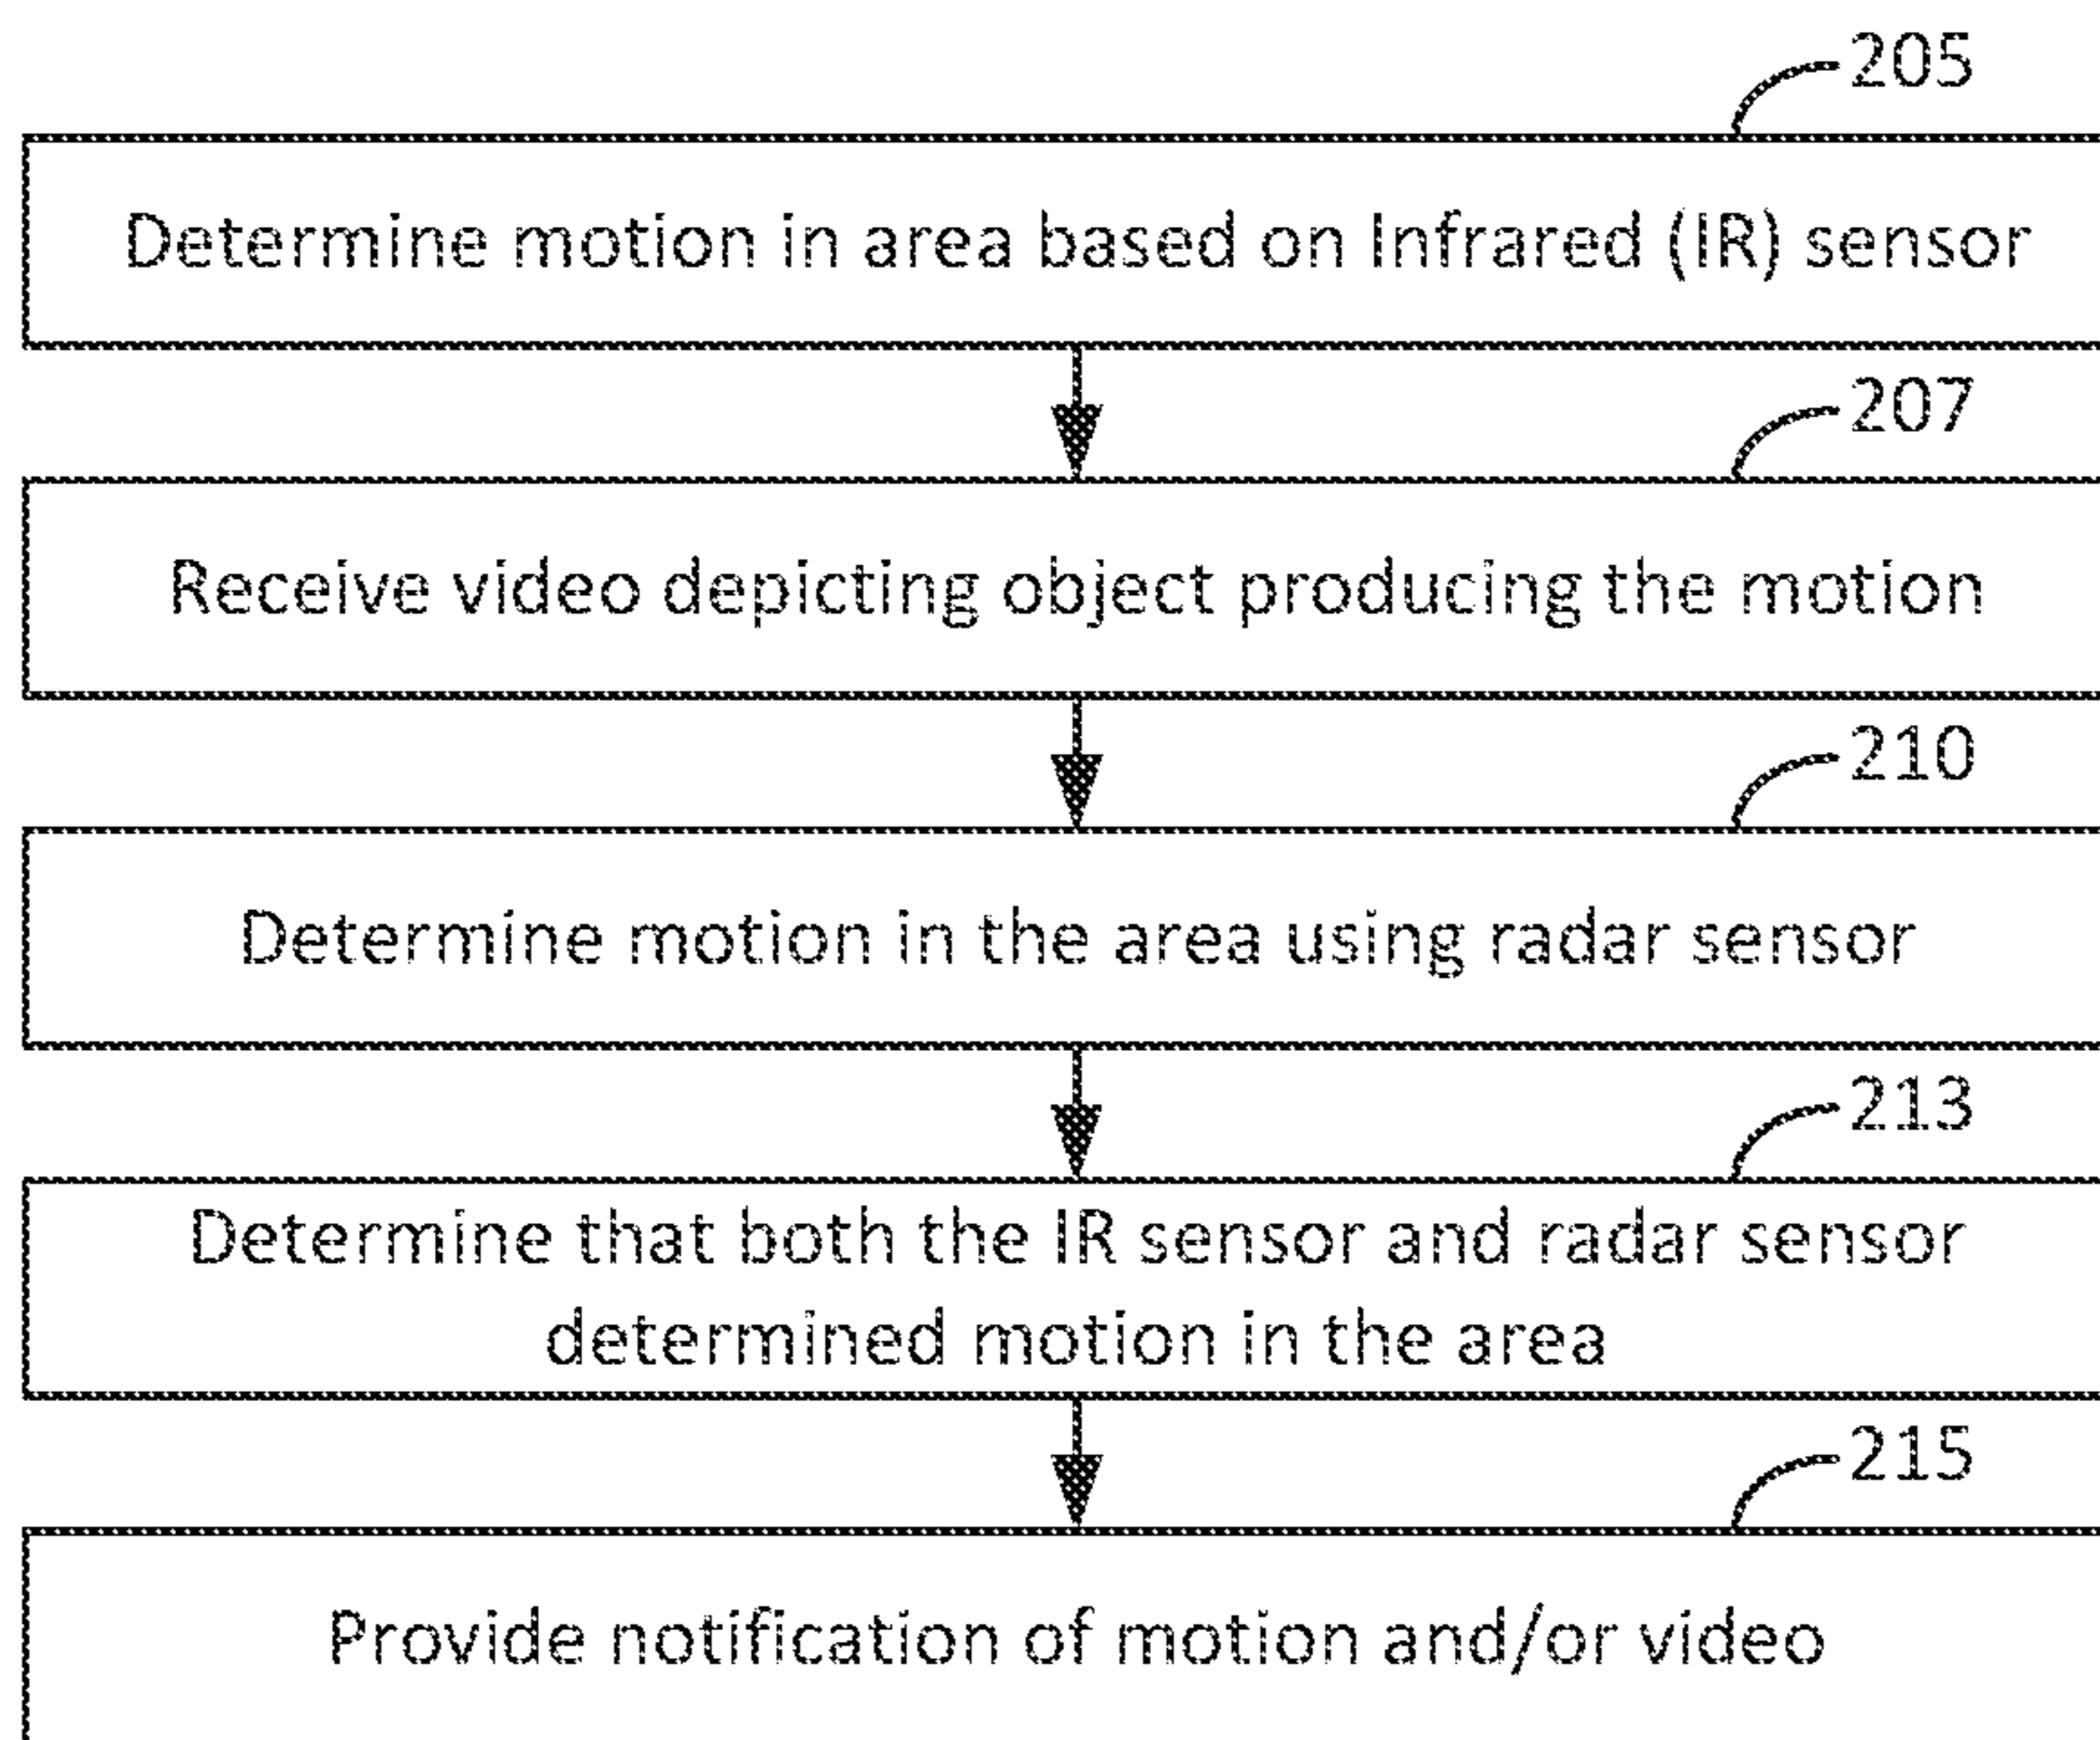 205
Determine motion in area based on Infrared (IR) sensor
207
Receive video depicting object producing the motion
210
Determine motion in the area using radar sensor
213
Determine that both the IR sensor and radar sensor
determined motion in the area
215
Provide notification of motion and/or video